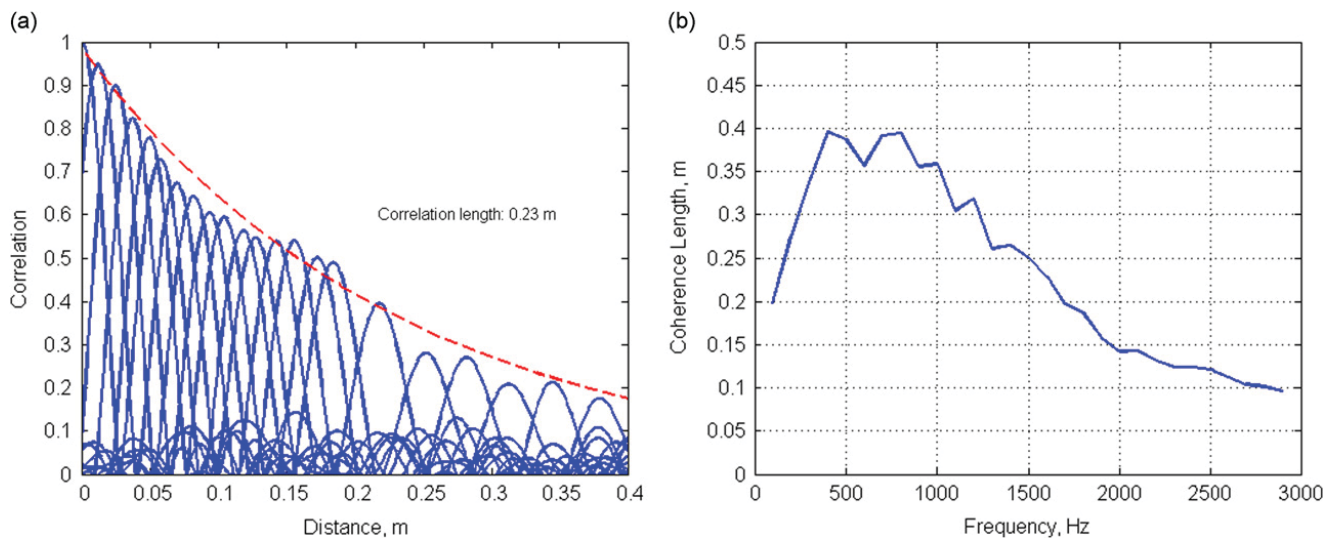 (a)
1
0.9
0.8
0.7
0.6
0.5
0.4
0.3
0.2
0.1
0
Correlation
Correlation length: 0.23 m
0 0.05 0.1 0.15 0.2 0.25 0.3 0.35 0.4
Distance, m
(b)
0.5
0.45
0.4
0.35
0.3
0.25
0.2
0.15
0.1
0.05
0
Coherence Length, m
0 500 1000 1500 2000 2500 3000
Frequency, Hz